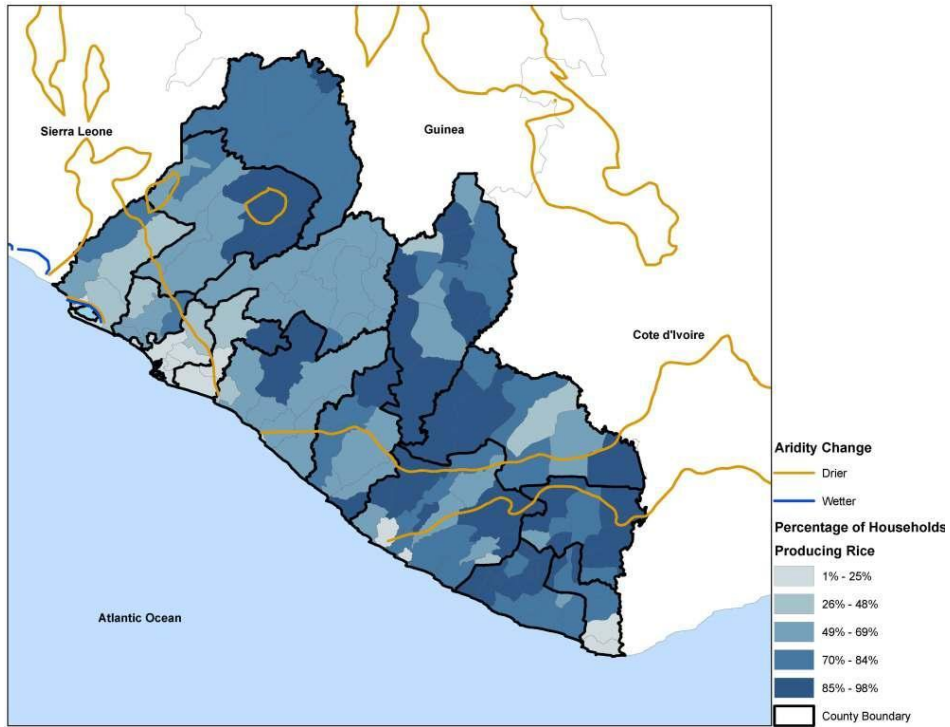 Sierra Leone
Guinea
Cote d'Ivoire
Atlantic Ocean
Aridity Change
Drier
Wetter
Percentage of Households
Producing Rice
1% - 25%
26% - 48%
49% - 69%
70% - 84%
85% - 98%
County Boundary